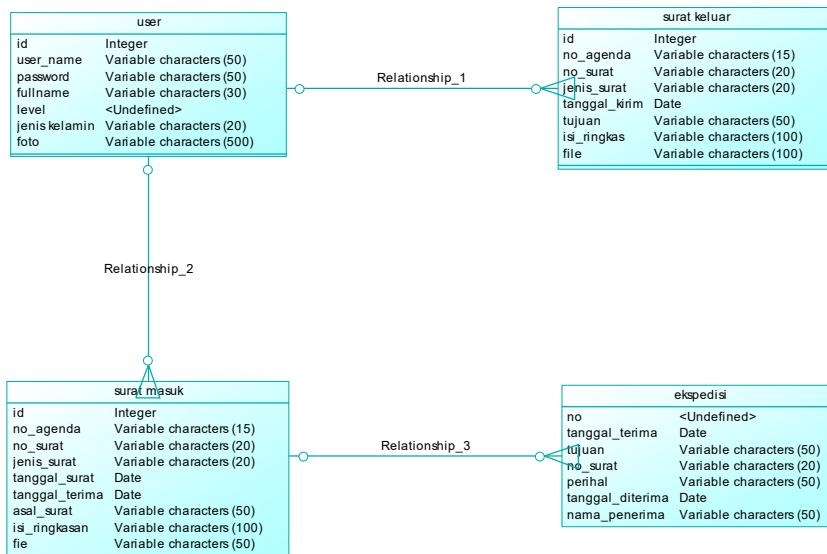 user
id Integer
user_name Variable characters (50)
password Variable characters (50)
fullname Variable characters (30)
level <Undefined>
jenis kelamin Variable characters (20)
foto Variable characters (500)
Relationship_1
surat keluar
id Integer
no_agenda Variable characters (15)
no_surat Variable characters (20)
jenis_surat Variable characters (20)
tanggal_kirim Date
tujuan Variable characters (50)
isi_ringkas Variable characters (100)
file Variable characters (100)
Relationship_2
surat masuk
id Integer
no_agenda Variable characters (15)
no_surat Variable characters (20)
jenis_surat Variable characters (20)
tanggal_surat Date
tanggal_terima Date
asal_surat Variable characters (50)
isi_ringkasan Variable characters (100)
fie Variable characters (50)
Relationship_3
ekspedisi
no <Undefined>
tanggal_terima Date
tujuan Variable characters (50)
no_surat Variable characters (20)
perihal Variable characters (50)
tanggal_diterima Date
nama_penerima Variable characters (50)